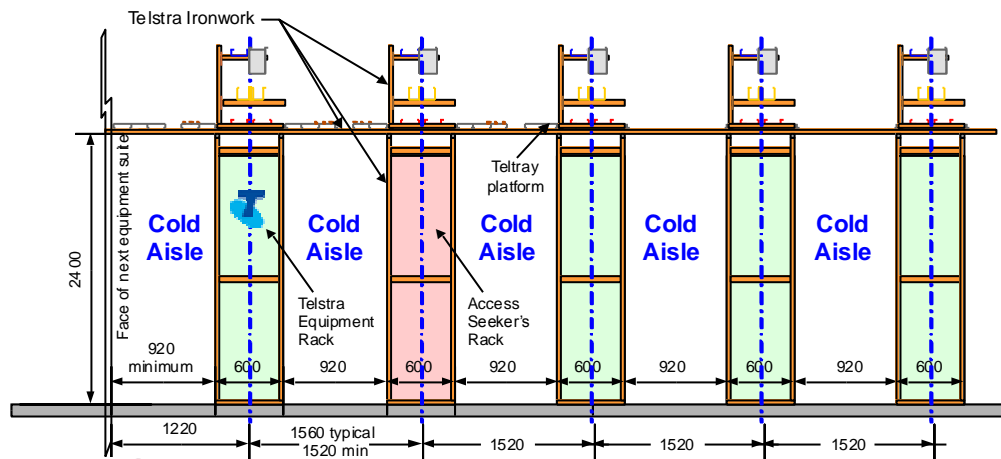 Telstra Ironwork
Face of next equipment suite
2400
Teltray
platform
Cold
Aisle
Cold
Aisle
Cold
Aisle
Cold
Aisle
Cold
Aisle
Telstra
Equipment
Rack
Access
Seeker's
Rack
920
minimum
600
920
600
920
600
920
600
920
600
1220
1560 typical
1520 min
1520
1520
1520